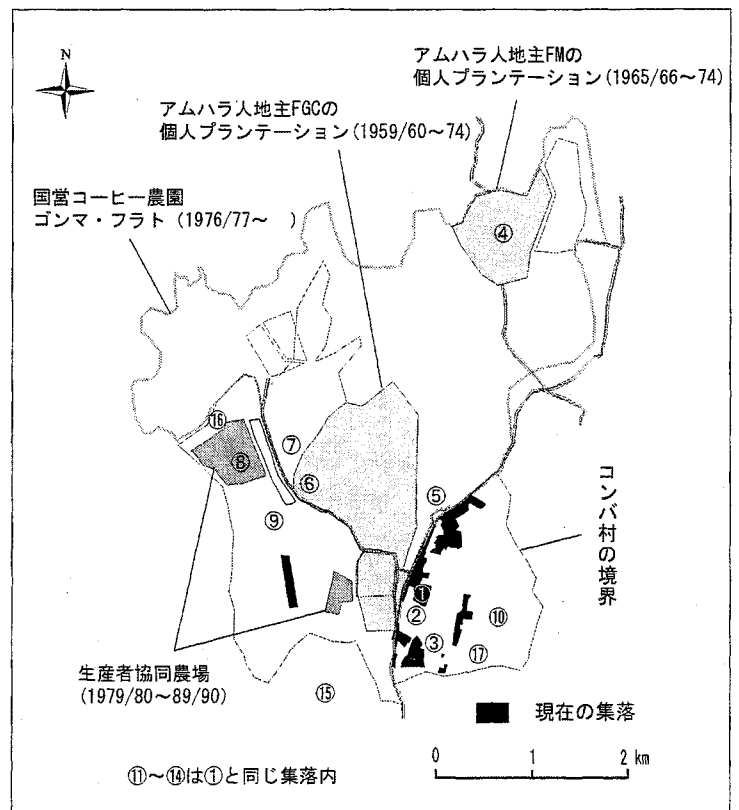 N
アムハラ人地主FMの
個人プランテーション(1965/66〜74)
アムハラ人地主FGCの
個人プランテーション(1959/60〜74)
国営コーヒー農園
ゴンマ・フラト (1976/77〜 )
④
⑯
⑧
⑦
⑥
⑤
⑨
コンバ村の境界
①
②
⑩
③
⑰
生産者協同農場
(1979/80〜89/90)
⑮
現在の集落
⑪〜⑭は①と同じ集落内
0 1 2 km